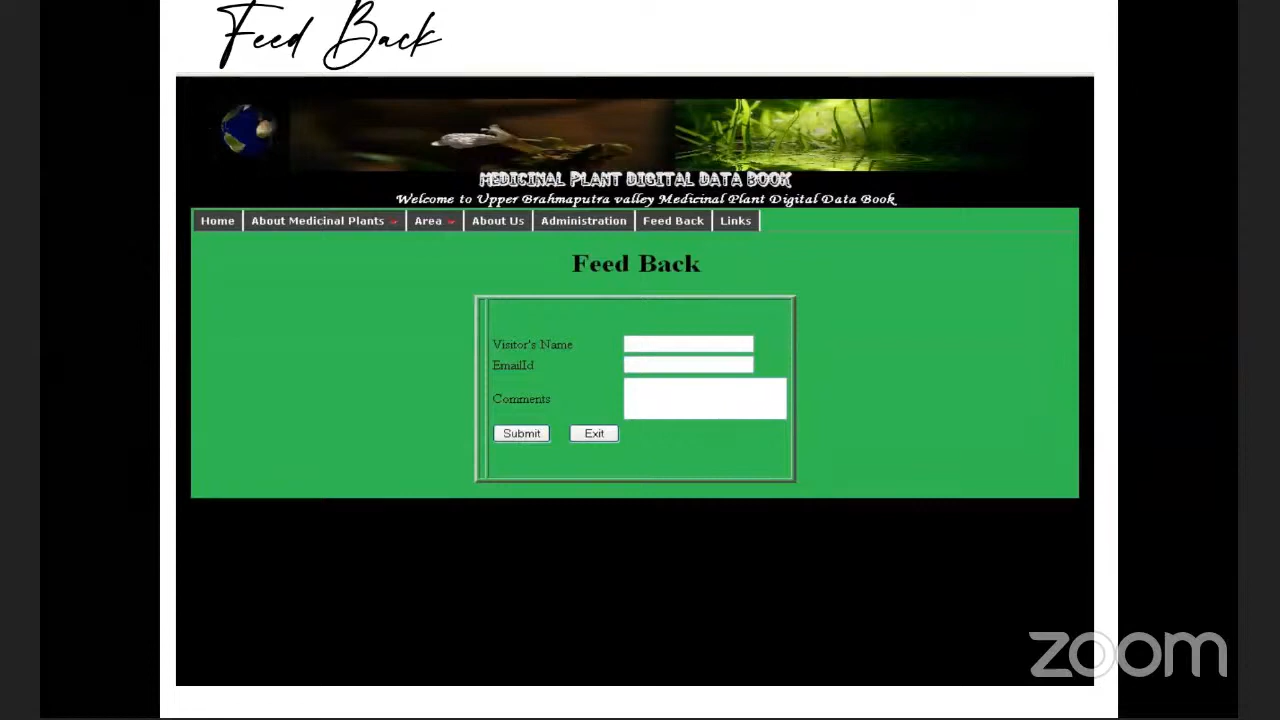 Feed Back
MEDICINAL PLANT DIGITAL DATA BOOK
Welcome to Upper Brahmaputra valley Medicinal Plant Digital Data Book
Home About Medicinal Plants Area About Us Administration Feed Back Links
Feed Back
Visitor's Name
EmailId
Comments
Submit Exit
zoom